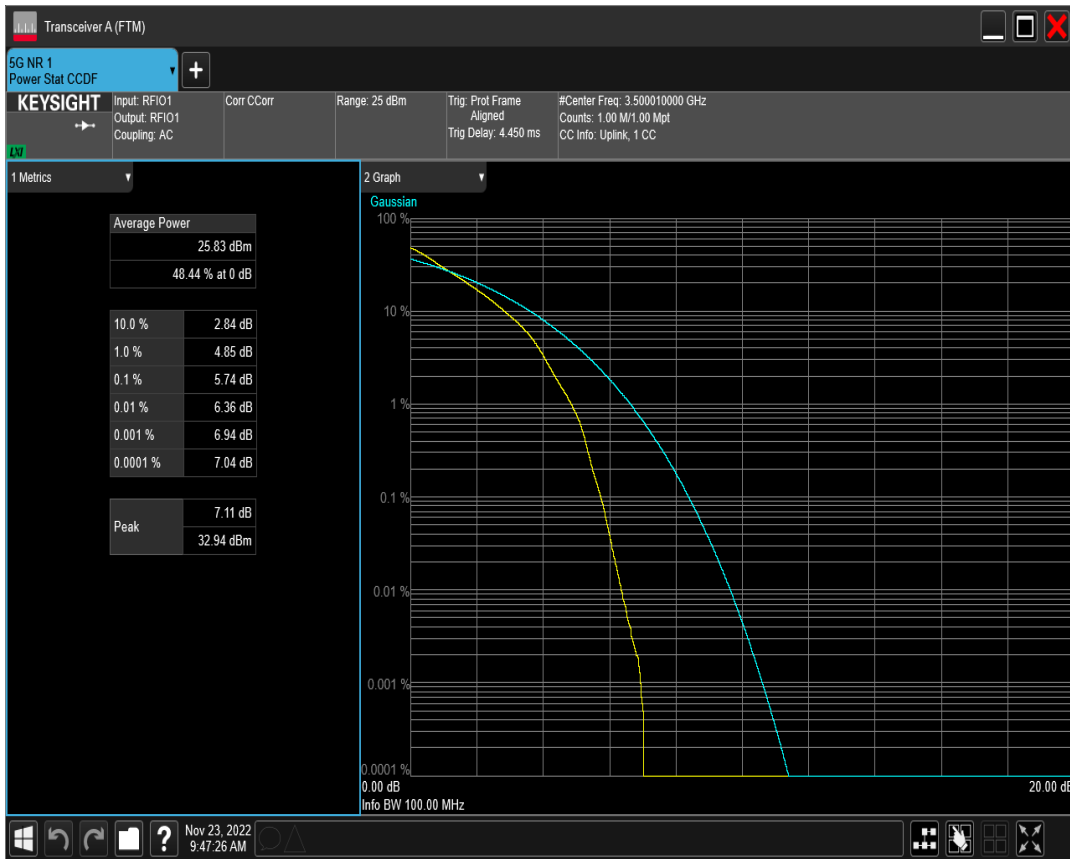 Transceiver A (FTM)
5G NR 1
Power Stat CCDF
+
KEYSIGHT
LXI
Input: RFIO1
Output: RFIO1
Coupling: AC
Corr CCorr
Range: 25 dBm
Trig: Prot Frame
Aligned
Trig Delay: 4.450 ms
#Center Freq: 3.500010000 GHz
Counts: 1.00 M/1.00 Mpt
CC Info: Uplink, 1 CC
1 Metrics
Average Power
25.83 dBm
48.44 % at 0 dB
10.0 % 2.84 dB
1.0 % 4.85 dB
0.1 % 5.74 dB
0.01 % 6.36 dB
0.001 % 6.94 dB
0.0001 % 7.04 dB
Peak
7.11 dB
32.94 dBm
2 Graph
Gaussian
100 %
10 %
1 %
0.1 %
0.01 %
0.001 %
0.0001 %
0.00 dB 20.00 dB
Info BW 100.00 MHz
?
Nov 23, 2022
9:47:26 AM